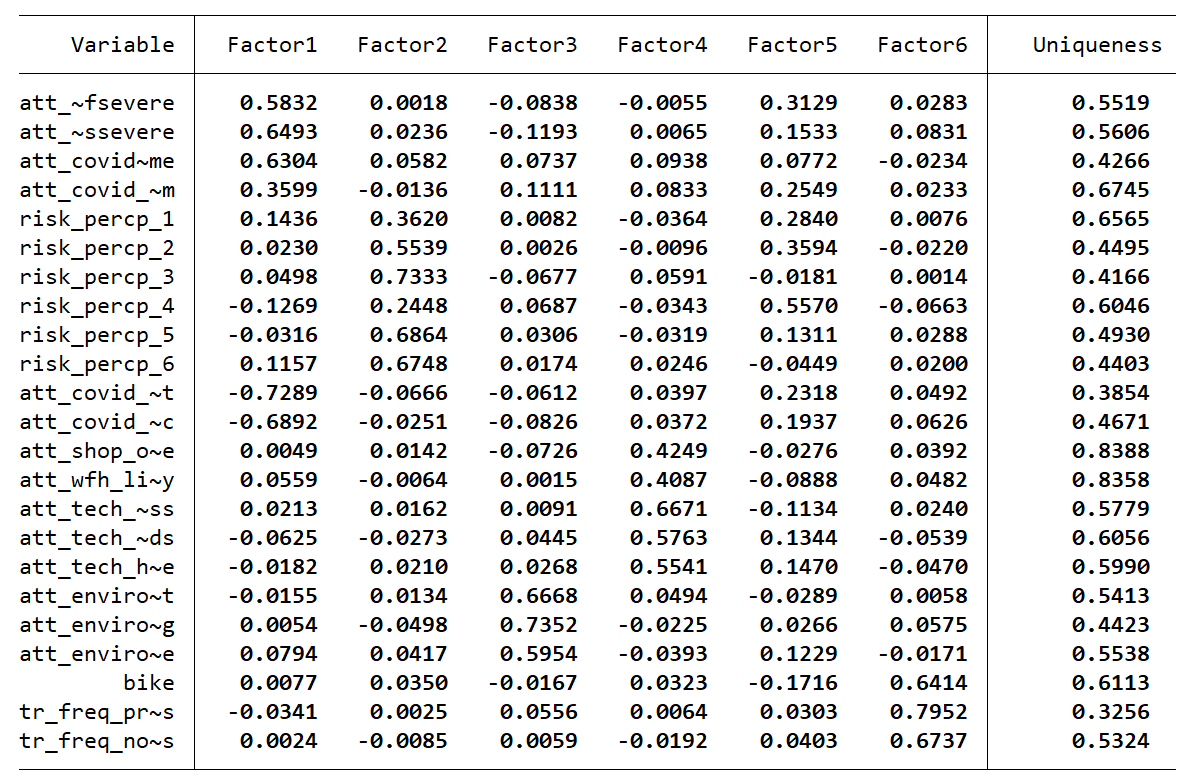 Variable Factor1 Factor2 Factor3 Factor4 Factor5 Factor6 Uniqueness
att_~fsevere 0.5832 0.0018 -0.0838 -0.0055 0.3129 0.0283 0.5519
att_~ssevere 0.6493 0.0236 -0.1193 0.0065 0.1533 0.0831 0.5606
att_covid~me 0.6304 0.0582 0.0737 0.0938 0.0772 -0.0234 0.4266
att_covid_~m 0.3599 -0.0136 0.1111 0.0833 0.2549 0.0233 0.6745
risk_percp_1 0.1436 0.3620 0.0082 -0.0364 0.2840 0.0076 0.6565
risk_percp_2 0.0230 0.5539 0.0026 -0.0096 0.3594 -0.0220 0.4495
risk_percp_3 0.0498 0.7333 -0.0677 0.0591 -0.0181 0.0014 0.4166
risk_percp_4 -0.1269 0.2448 0.0687 -0.0343 0.5570 -0.0663 0.6046
risk_percp_5 -0.0316 0.6864 0.0306 -0.0319 0.1311 0.0288 0.4930
risk_percp_6 0.1157 0.6748 0.0174 0.0246 -0.0449 0.0200 0.4403
att_covid_~t -0.7289 -0.0666 -0.0612 0.0397 0.2318 0.0492 0.3854
att_covid_~c -0.6892 -0.0251 -0.0826 0.0372 0.1937 0.0626 0.4671
att_shop_o~e 0.0049 0.0142 -0.0726 0.4249 -0.0276 0.0392 0.8388
att_wfh_li~y 0.0559 -0.0064 0.0015 0.4087 -0.0888 0.0482 0.8358
att_tech_~ss 0.0213 0.0162 0.0091 0.6671 -0.1134 0.0240 0.5779
att_tech_~ds -0.0625 -0.0273 0.0445 0.5763 0.1344 -0.0539 0.6056
att_tech_h~e -0.0182 0.0210 0.0268 0.5541 0.1470 -0.0470 0.5990
att_enviro~t -0.0155 0.0134 0.6668 0.0494 -0.0289 0.0058 0.5413
att_enviro~g 0.0054 -0.0498 0.7352 -0.0225 0.0266 0.0575 0.4423
att_enviro~e 0.0794 0.0417 0.5954 -0.0393 0.1229 -0.0171 0.5538
bike 0.0077 0.0350 -0.0167 0.0323 -0.1716 0.6414 0.6113
tr_freq_pr~s -0.0341 0.0025 0.0556 0.0064 0.0303 0.7952 0.3256
tr_freq_no~s 0.0024 -0.0085 0.0059 -0.0192 0.0403 0.6737 0.5324